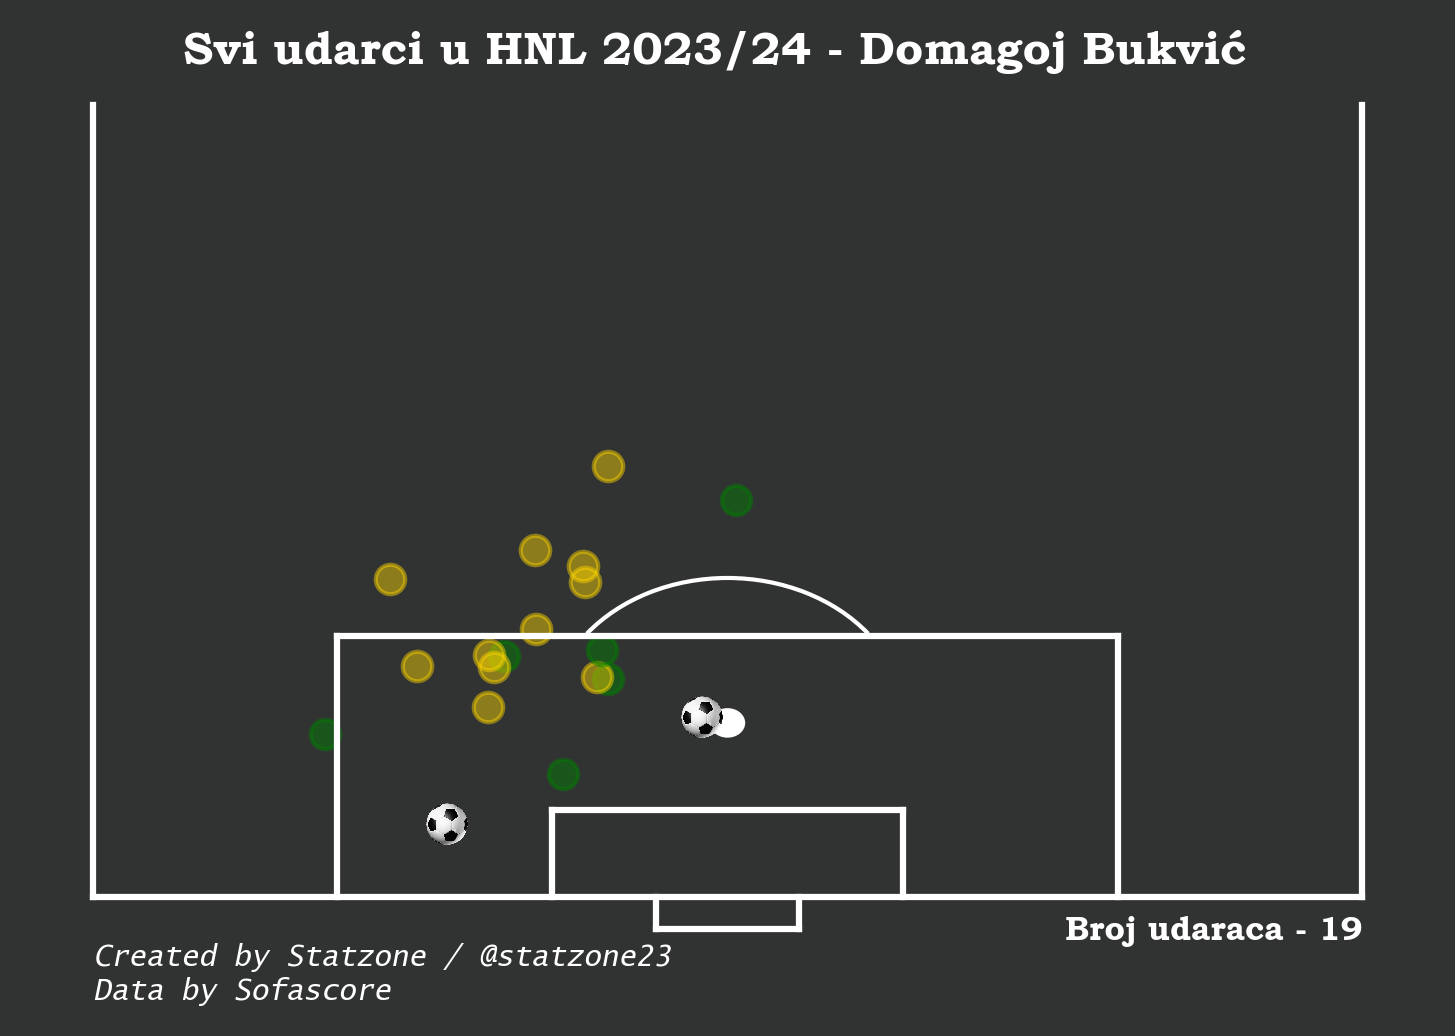 Svi udarci u HNL 2023/24 - Domagoj Bukvić
Broj udaraca - 19
Created by Statzone / @statzone23
Data by Sofascore